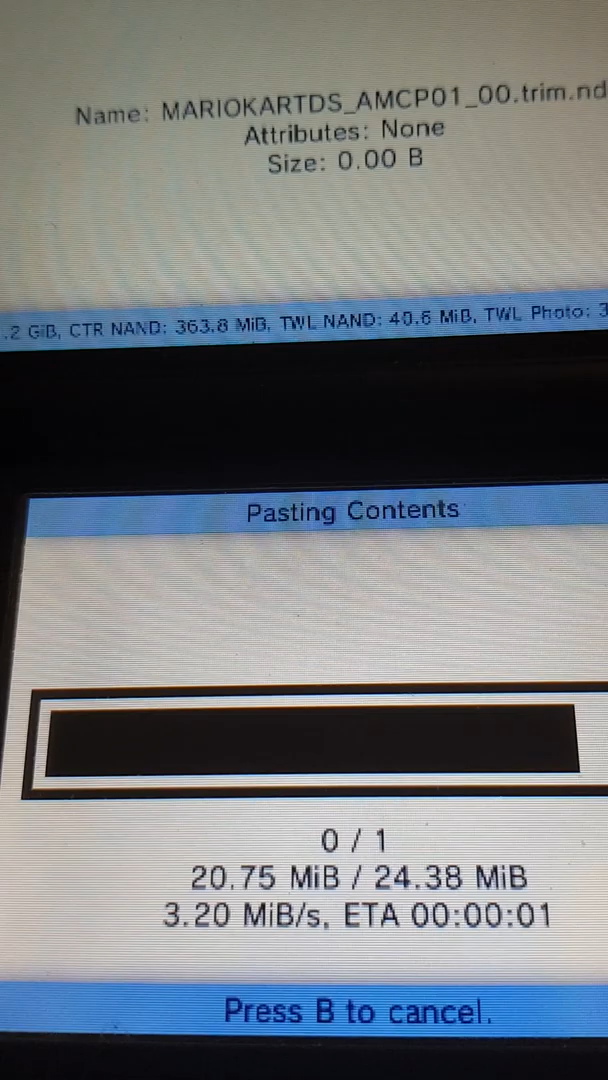 Name: MARIOKARTDS_AMCP01_00.trim.nd
Attributes: None
Size: 0.00 B
.2 GiB, CTR NAND: 363.8 MiB, TWL NAND: 40.6 MiB, TWL Photo: 3
Pasting Contents
0 / 1
20.75 MiB / 24.38 MiB
3.20 MiB/s, ETA 00:00:01
Press B to cancel.